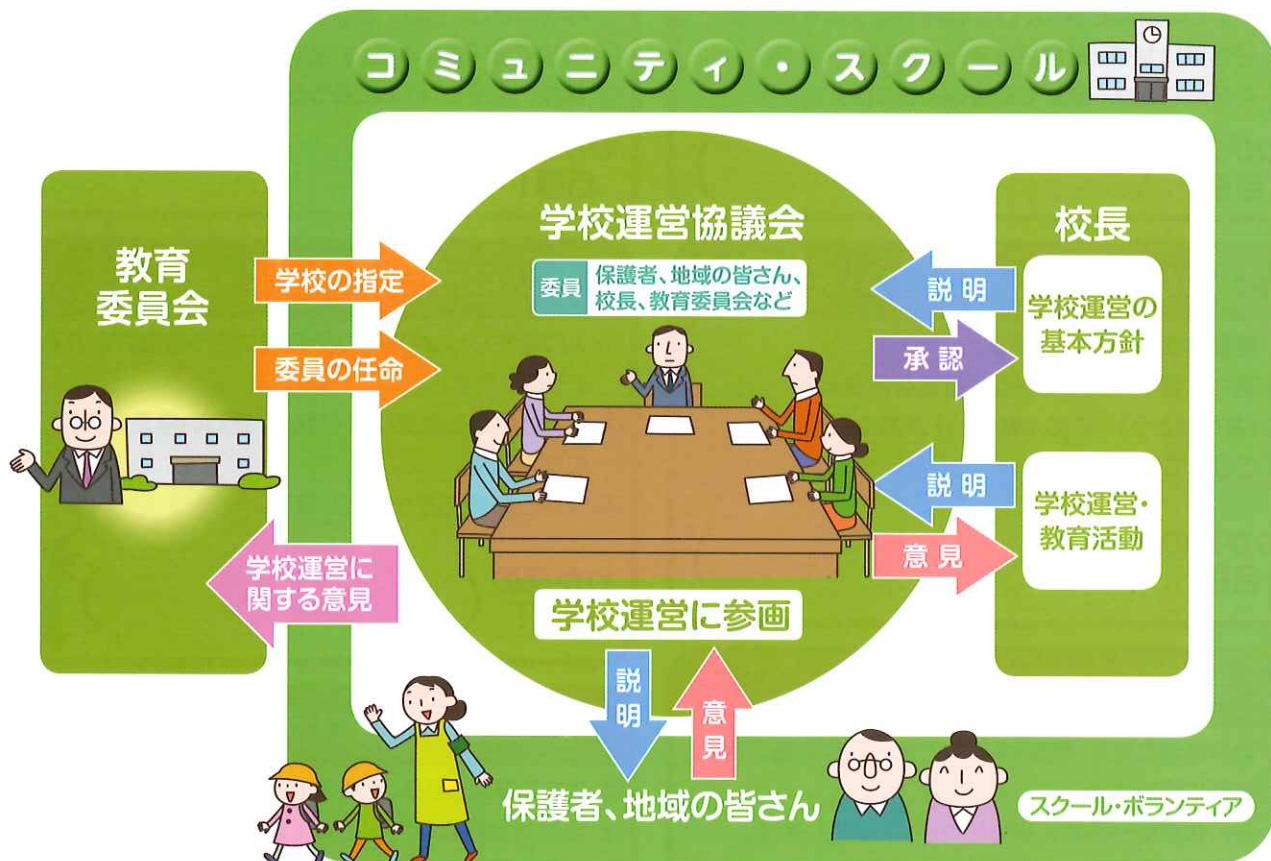 コミュニティ・スクール
教育
委員会
学校の指定
委員の任命
学校運営に
関する意見
学校運営協議会
委員
保護者、地域の皆さん、
校長、教育委員会など
学校運営に参画
説明
意見
校長
説明
学校運営の
基本方針
承認
説明
学校運営・
教育活動
意見
保護者、地域の皆さん
スクール・ボランティア